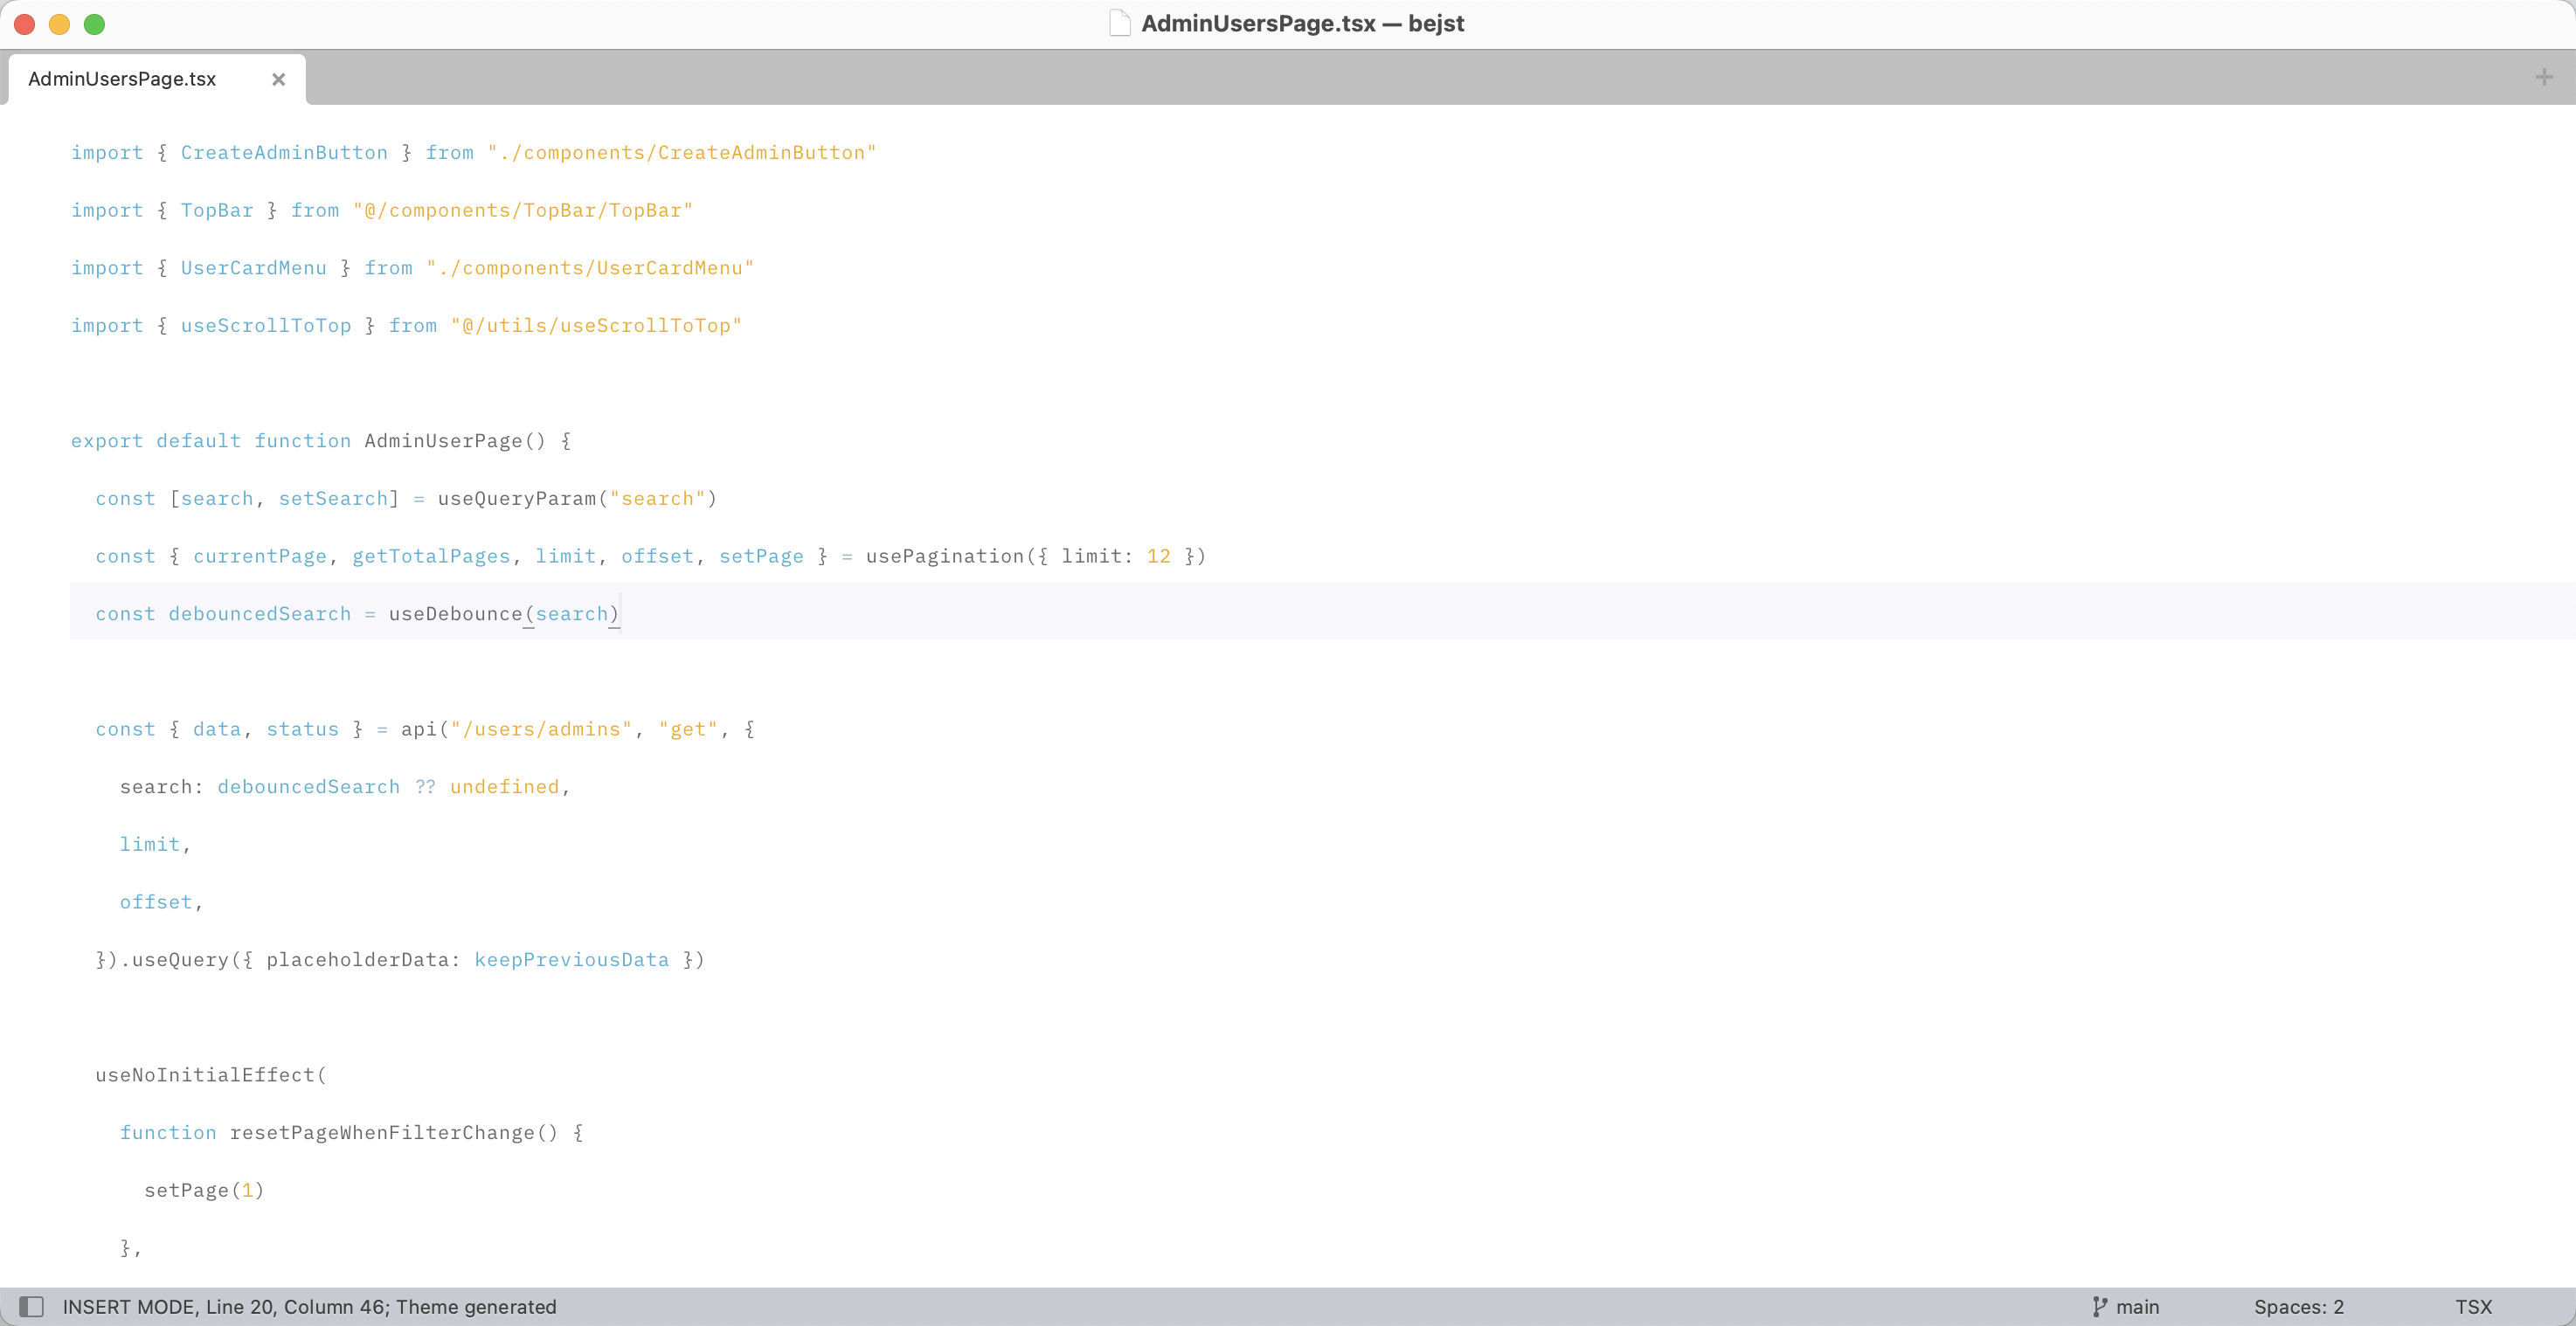 AdminUsersPage.tsx — bejst
AdminUsersPage.tsx
import { CreateAdminButton } from "./components/CreateAdminButton"
import { TopBar } from "@/components/TopBar/TopBar"
import { UserCardMenu } from "./components/UserCardMenu"
import { useScrollToTop } from "@/utils/useScrollToTop"
export default function AdminUserPage() {
  const [search, setSearch] = useQueryParam("search")
  const { currentPage, getTotalPages, limit, offset, setPage } = usePagination({ limit: 12 })
  const debouncedSearch = useDebounce(search)
  const { data, status } = api("/users/admins", "get", {
    search: debouncedSearch ?? undefined,
    limit,
    offset,
  }).useQuery({ placeholderData: keepPreviousData })
  useNoInitialEffect(
    function resetPageWhenFilterChange() {
      setPage(1)
    },
INSERT MODE, Line 20, Column 46; Theme generated
main
Spaces: 2
TSX